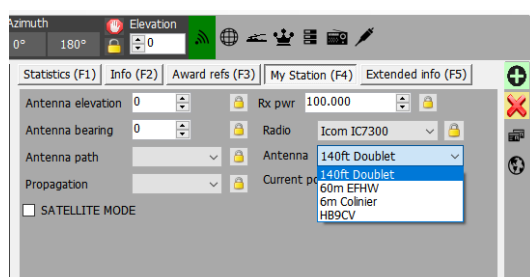 Azimuth Elevation
0° 180° 0
Statistics (F1) Info (F2) Award refs (F3) My Station (F4) Extended info (F5)
Antenna elevation 0 Rx pwr 100.000
Antenna bearing 0 Radio Icom IC7300
Antenna path Antenna 140ft Doublet
140ft Doublet
Propagation Current
60m EFHW
SATELLITE MODE 6m Colinier
HB9CV